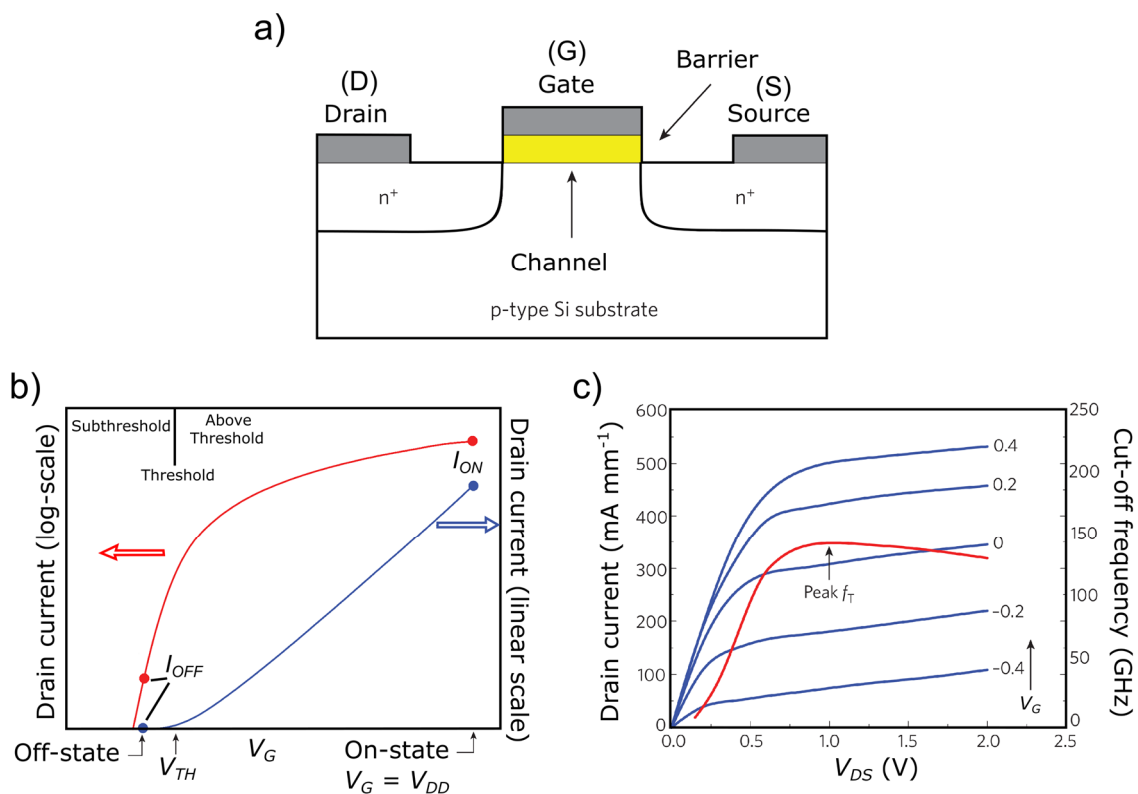 a)
(D)
Drain
(G)
Gate
Barrier
(S)
Source
n+
n+
Channel
p-type Si substrate
b)
Drain current (log-scale)
Subthreshold
Above
Threshold
Threshold
ION
IOFF
Drain current (linear scale)
Off-state
VTH
VG
On-state
VG = VDD
c)
Drain current (mA mm-1)
600
500
400
350
300
200
100
0
0.4
0.2
0
–0.2
–0.4
Peak fT
VG
250
200
150
100
50
0
Cut-off frequency (GHz)
0.0
0.5
1.0
1.5
2.0
2.5
VDS (V)